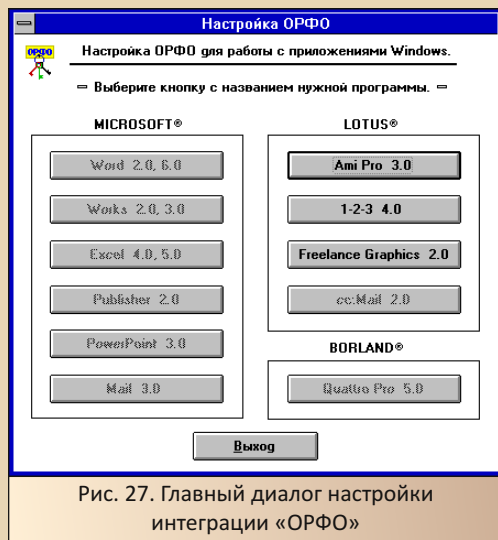 Настройка ОРФО
ОРФО
Настройка ОРФО для работы с приложениями Windows.
= Выберите кнопку с названием нужной программы. =
MICROSOFT®
Word 2.0, 6.0
Works 2.0, 3.0
Excel 4.0, 5.0
Publisher 2.0
PowerPoint 3.0
Mail 3.0
LOTUS®
Ami Pro 3.0
1-2-3 4.0
Freelance Graphics 2.0
cc:Mail 2.0
BORLAND®
Quattro Pro 5.0
Выход
Рис. 27. Главный диалог настройки
интеграции «ОРФО»